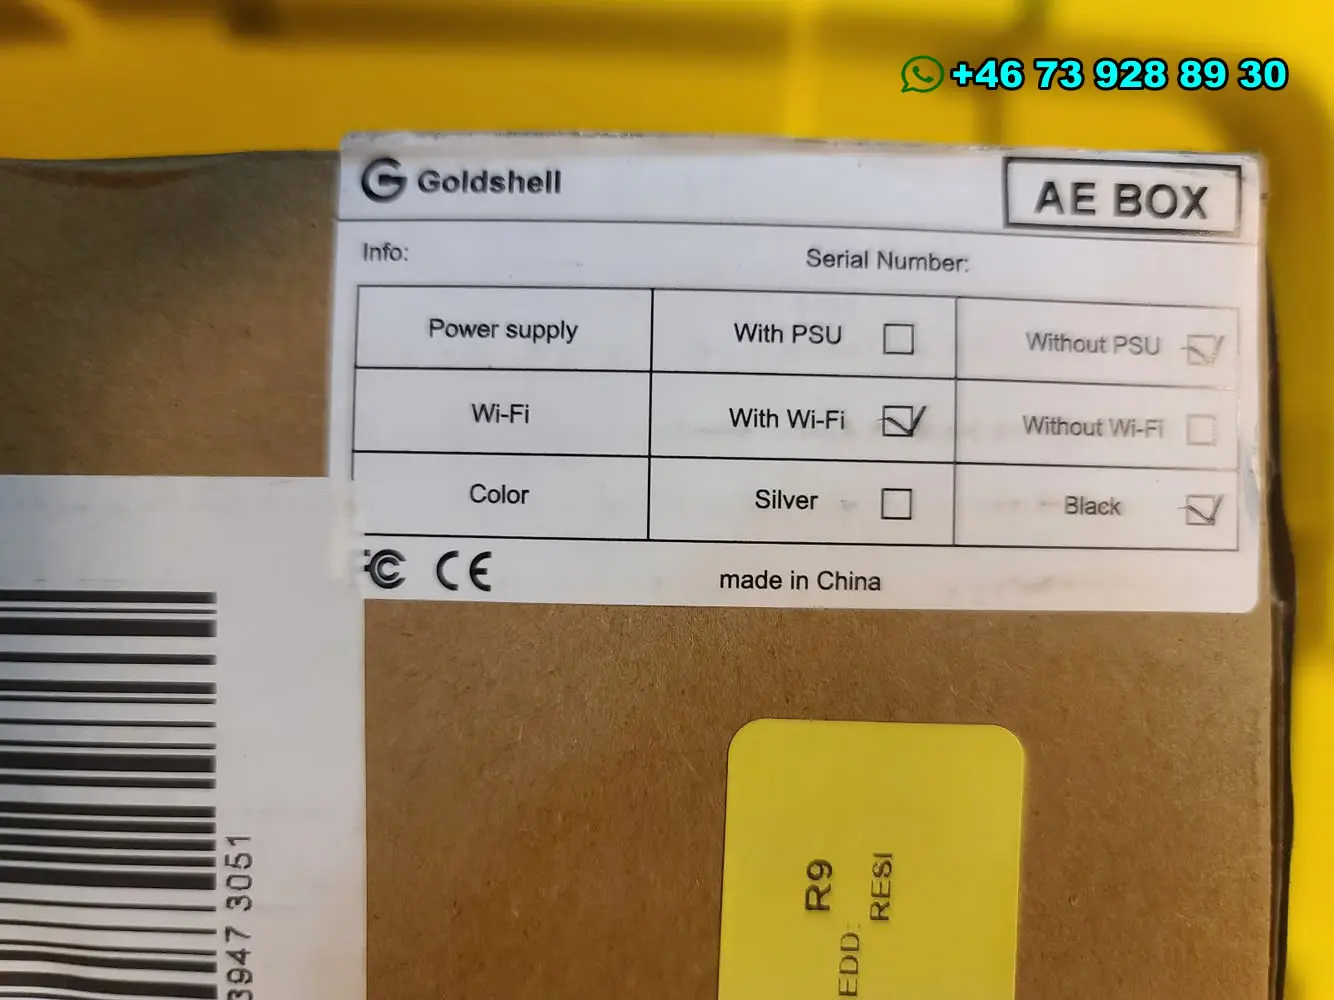 +46 73 928 89 30
Goldshell
AE BOX
Info:
Serial Number:
Power supply
With PSU
Without PSU
Wi-Fi
With Wi-Fi
Without Wi-Fi
Color
Silver
Black
FC CE
made in China
3947 3051
R9
EDD:
RESI